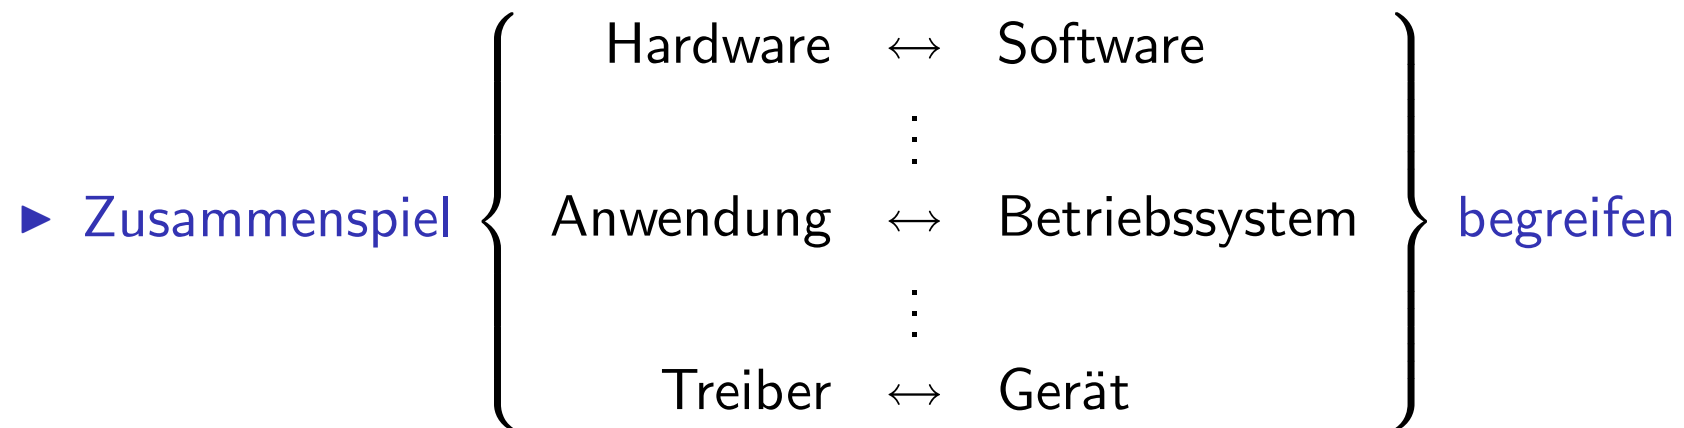 Hardware ↔ Software
⋮
► Zusammenspiel { Anwendung ↔ Betriebssystem } begreifen
⋮
Treiber ↔ Gerät